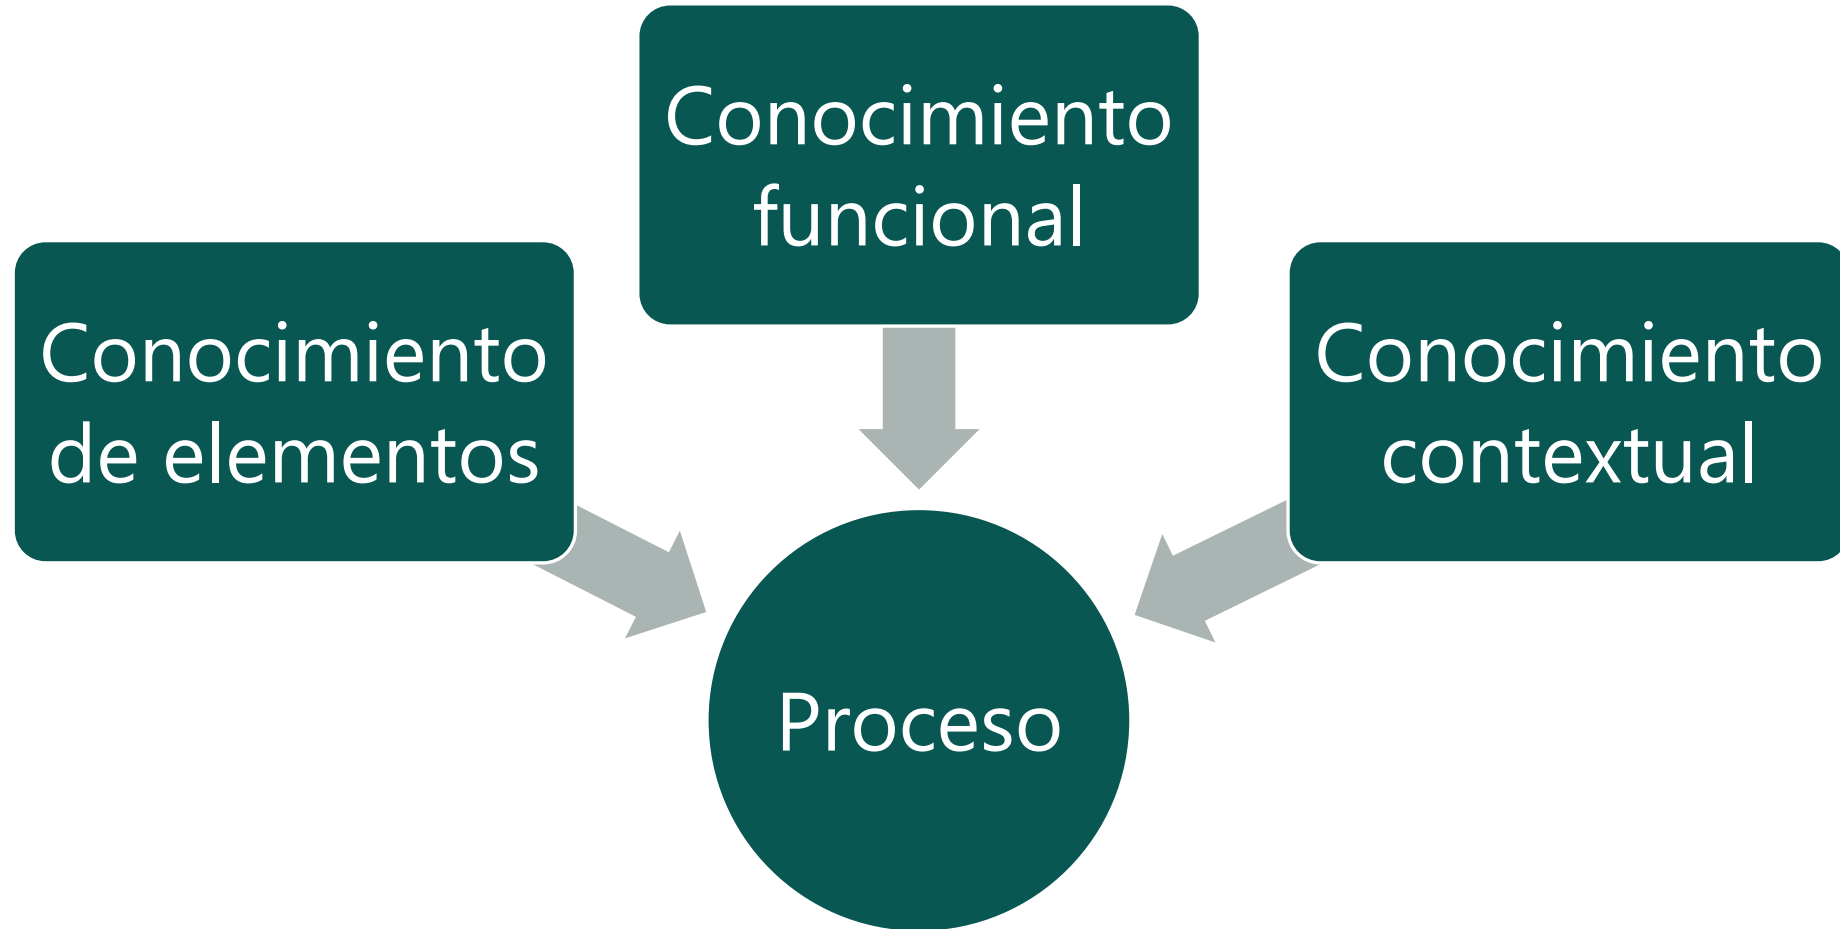 Conocimiento
de elementos
Conocimiento
funcional
Conocimiento
contextual
Proceso